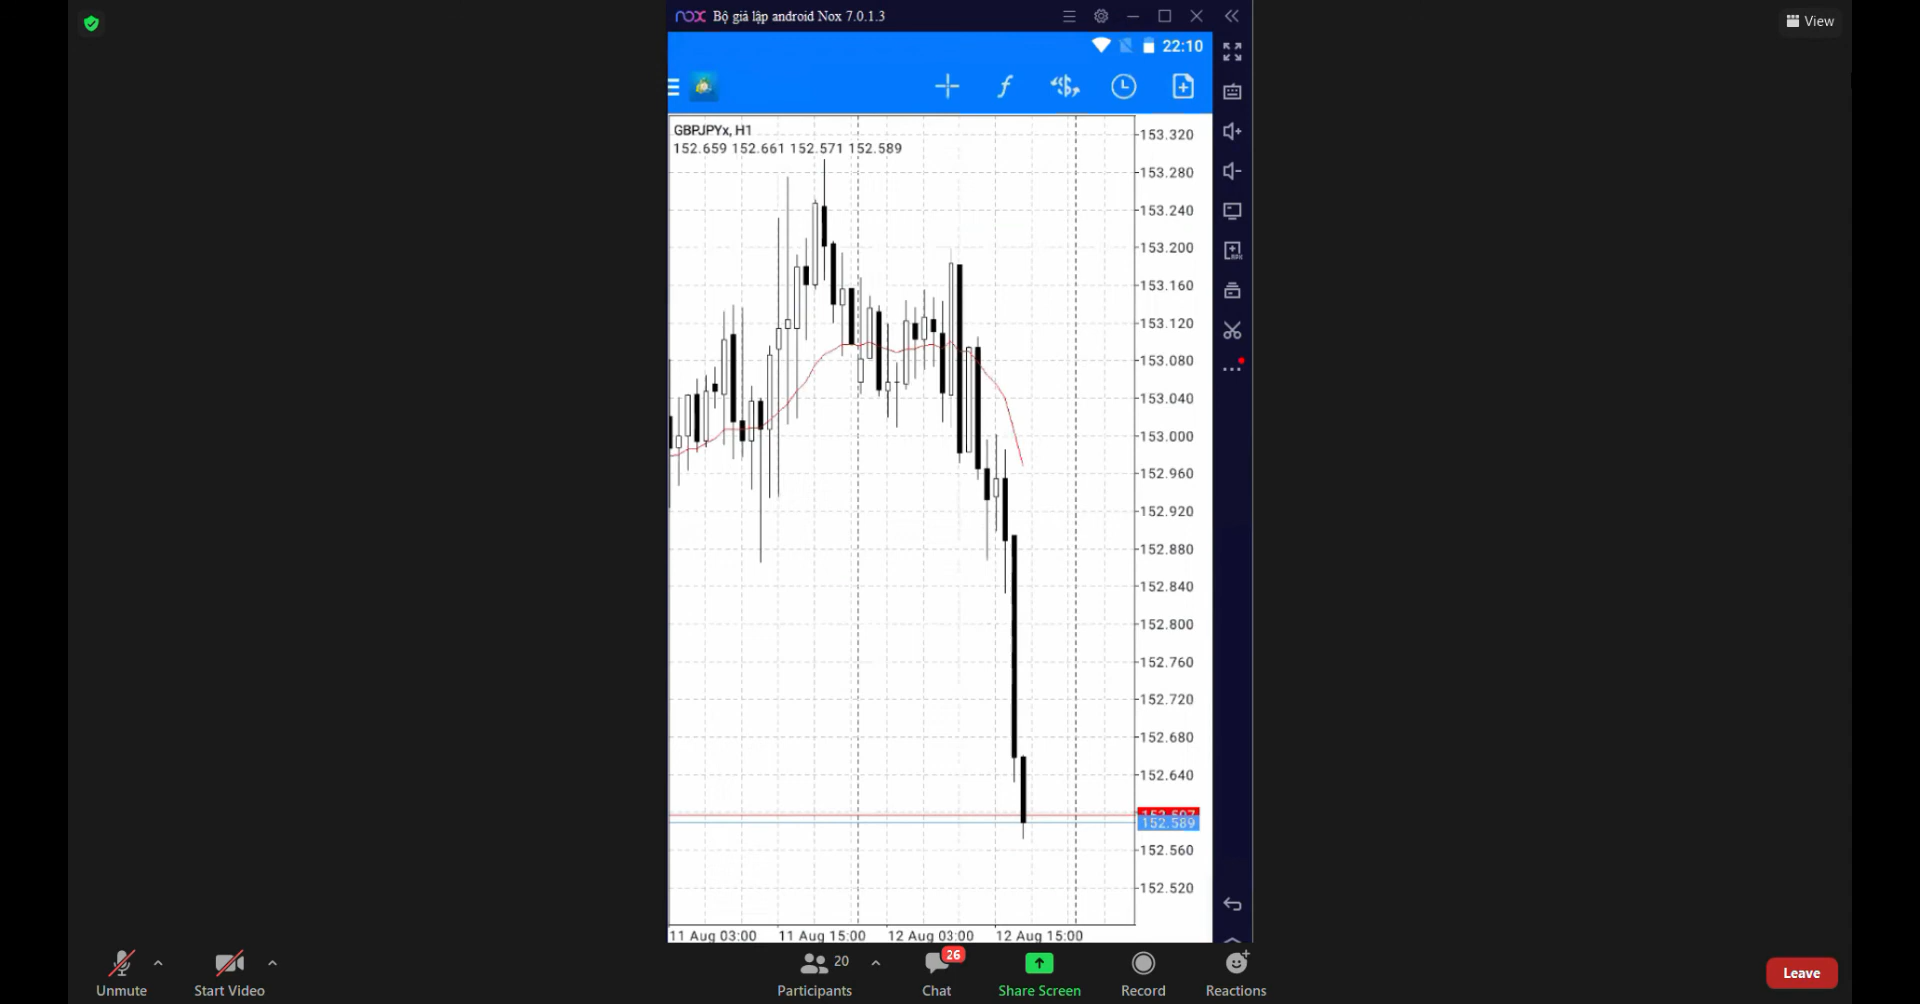 nox Bộ giả lập android Nox 7.0.1.3
View
22:10
GBPJPYx, H1
152.659 152.661 152.571 152.589
153.320
153.280
153.240
153.200
153.160
153.120
153.080
153.040
153.000
152.960
152.920
152.880
152.840
152.800
152.760
152.720
152.680
152.640
152.597
152.589
152.560
152.520
11 Aug 03:00 11 Aug 15:00 12 Aug 03:00 12 Aug 15:00
20
26
Unmute
Start Video
Participants
Chat
Share Screen
Record
Reactions
Leave